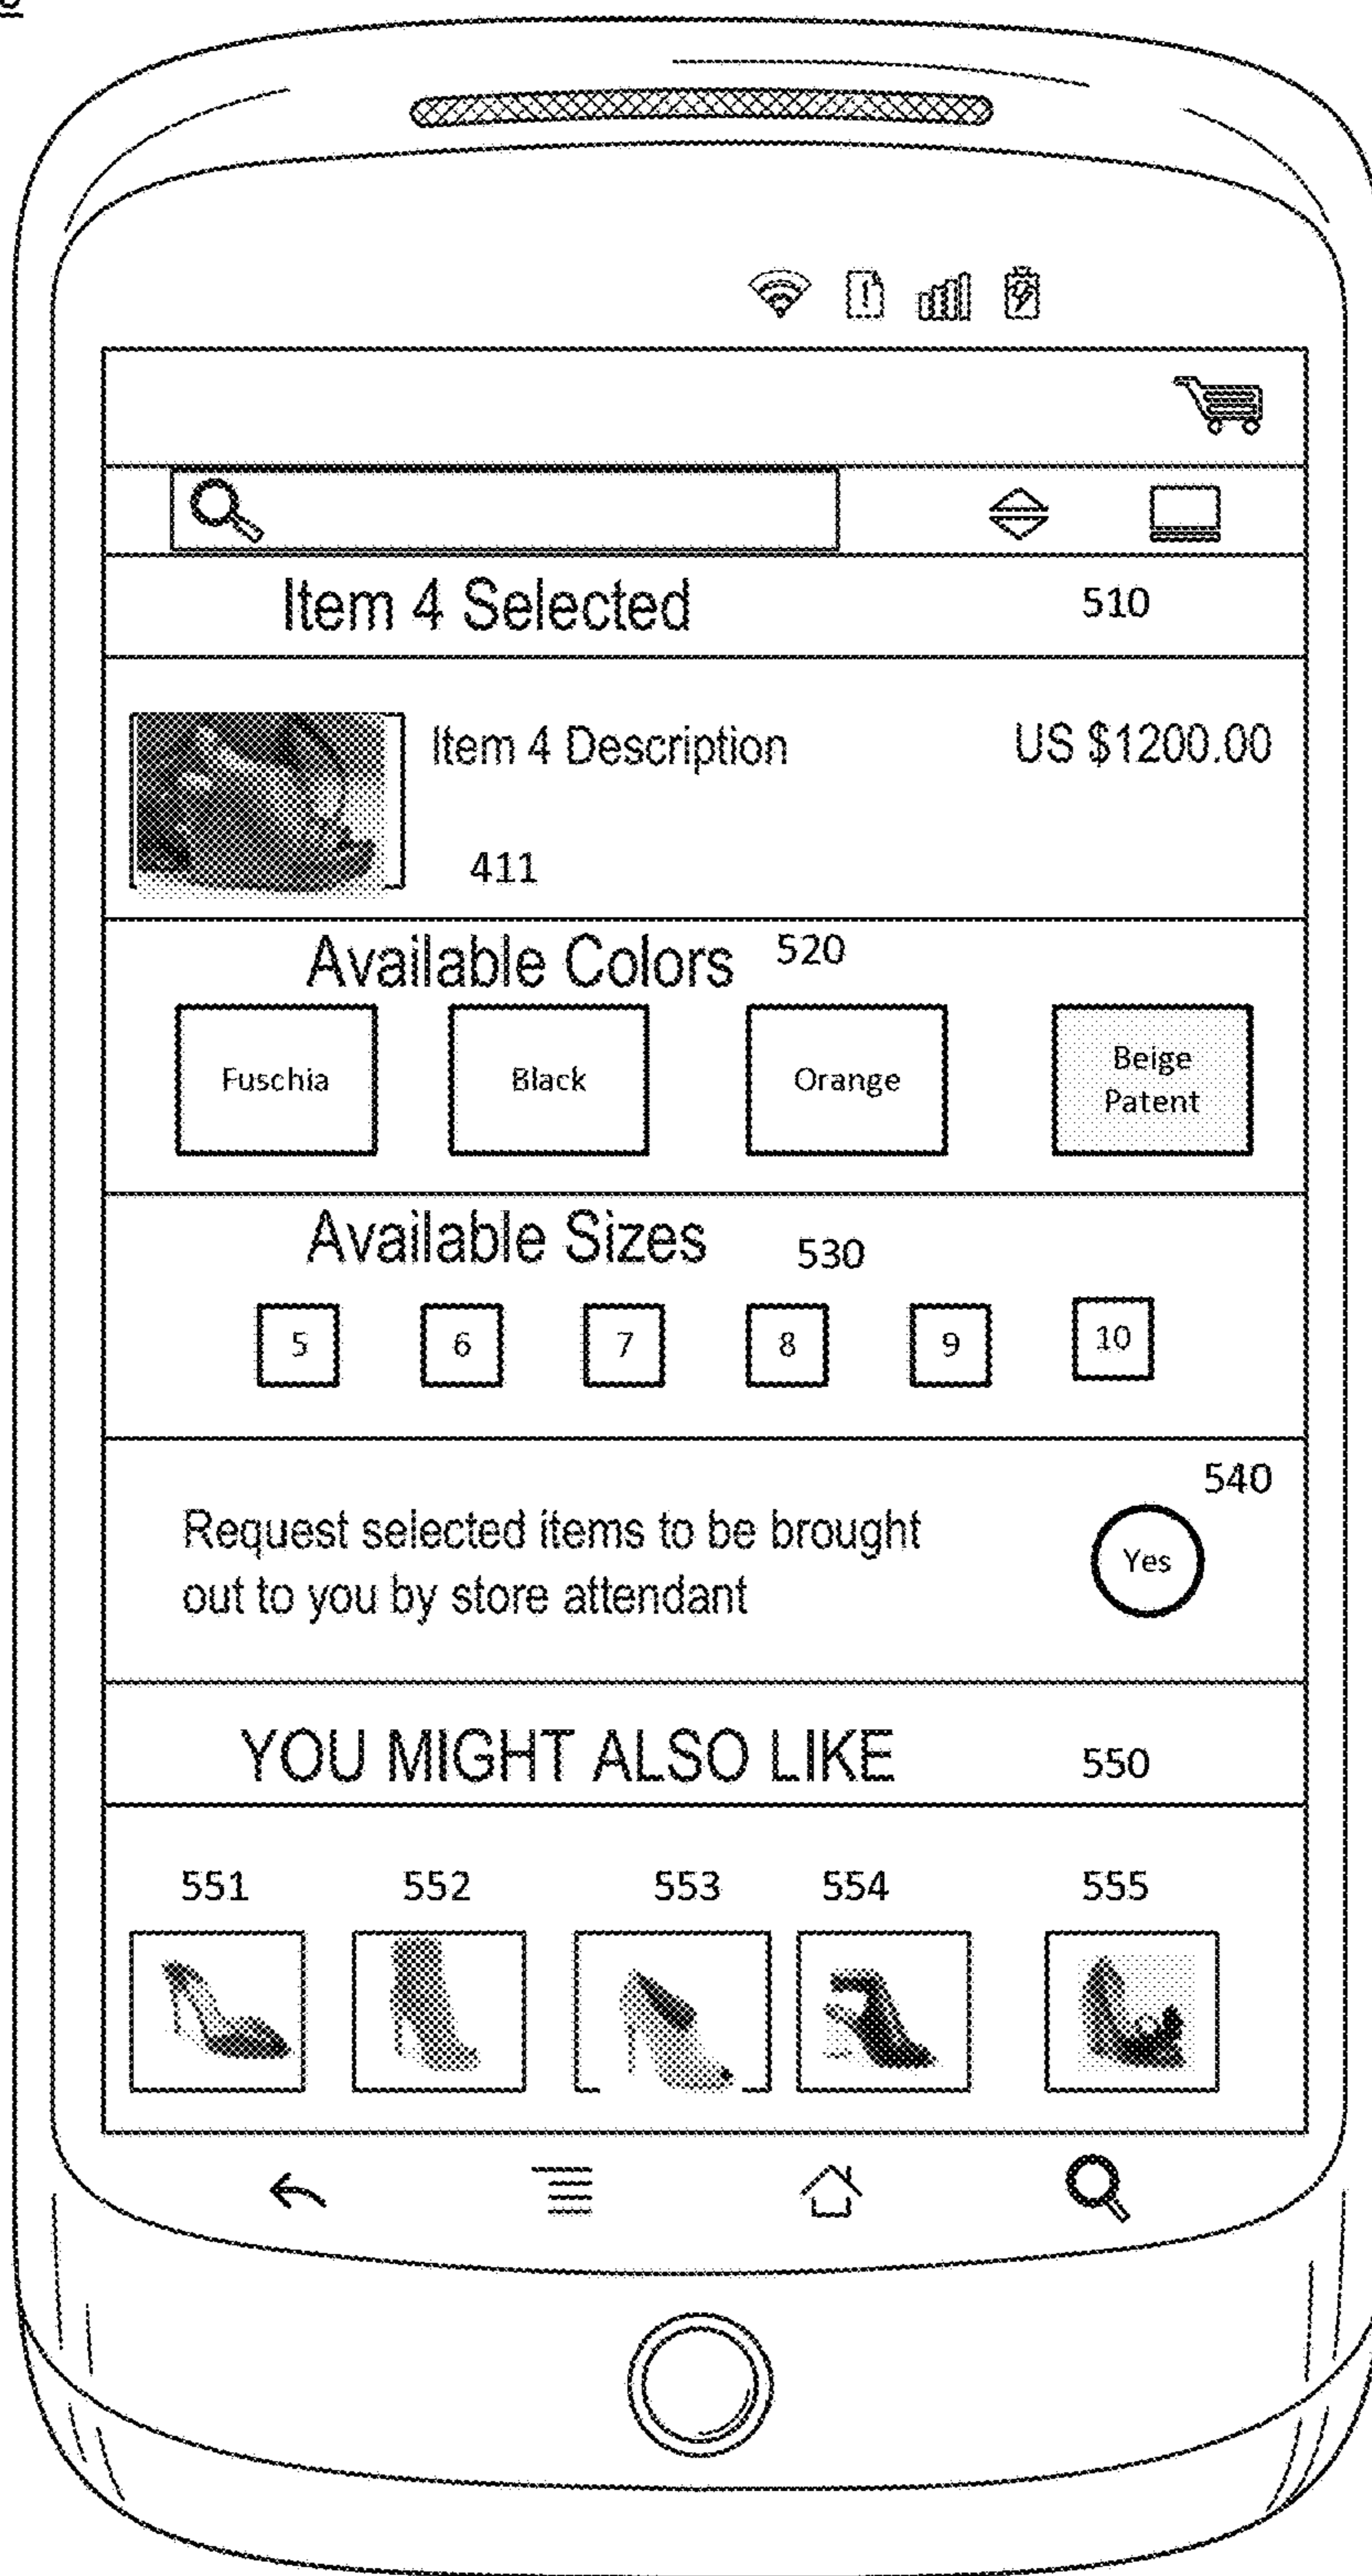 Item 4 Selected 510
Item 4 Description US $1200.00
411
Available Colors 520
Fuschia Black Orange Beige Patent
Available Sizes 530
5 6 7 8 9 10
540
Request selected items to be brought
out to you by store attendant
Yes
YOU MIGHT ALSO LIKE 550
551 552 553 554 555